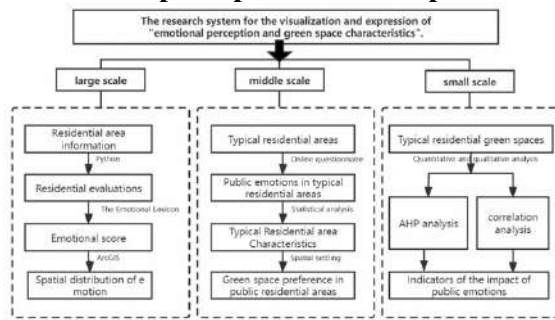 The research system for the visualization and expression of
"emotional perception and green space characteristics".
large scale
middle scale
small scale
Residential area
information
Python
Residential evaluations
The Emotional Lexicon
Emotional score
ArcGIS
Spatial distribution of e
motion
Typical residential areas
Online questionnaire
Public emotions in typical
residential areas
Statistical analysis
Typical Residential area
Characteristics
Spatial settling
Green space preference in
public residential areas
Typical residential green spaces
Quantitative and qualitative analysis
AHP analysis
correlation
analysis
Indicators of the impact of
public emotions